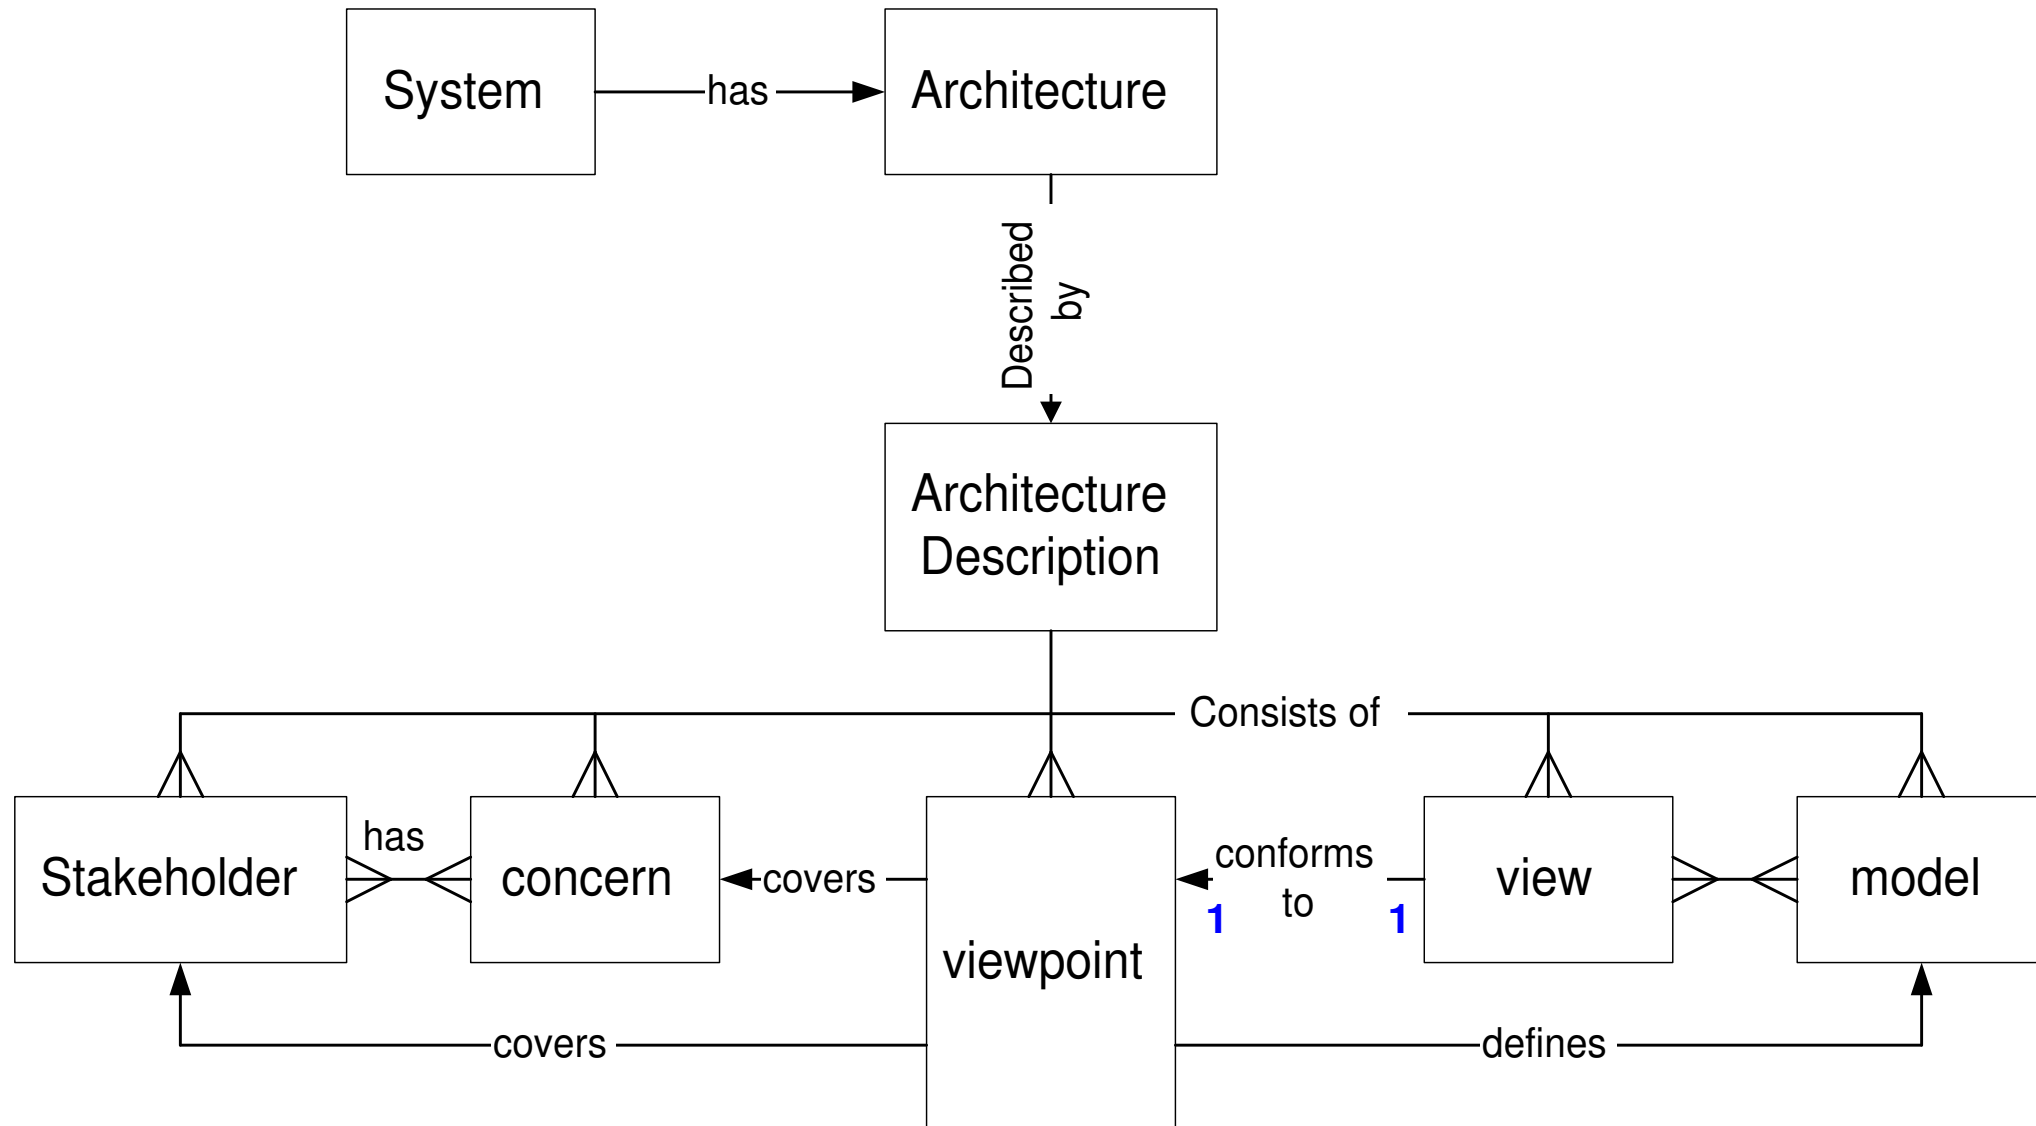 System
has
Architecture
Described
by
Architecture
Description
Consists of
Stakeholder
has
concern
covers
viewpoint
conforms
to
1
1
view
model
covers
defines